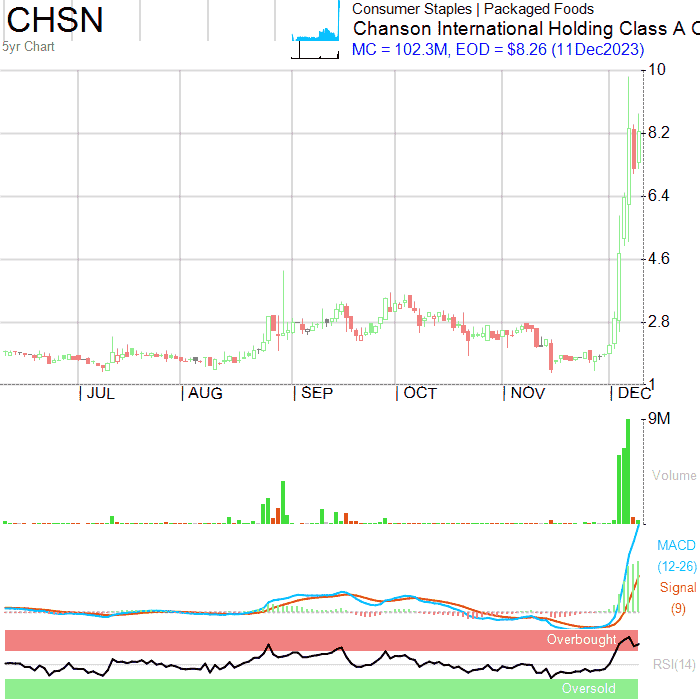 CHSN
5yr Chart
Consumer Staples | Packaged Foods
Chanson International Holding Class A O
MC = 102.3M, EOD = $8.26 (11Dec2023)
10
8.2
6.4
4.6
2.8
1
JUL AUG SEP OCT NOV DEC
9M
Volume
MACD
(12-26)
Signal
(9)
Overbought
RSI(14)
Oversold